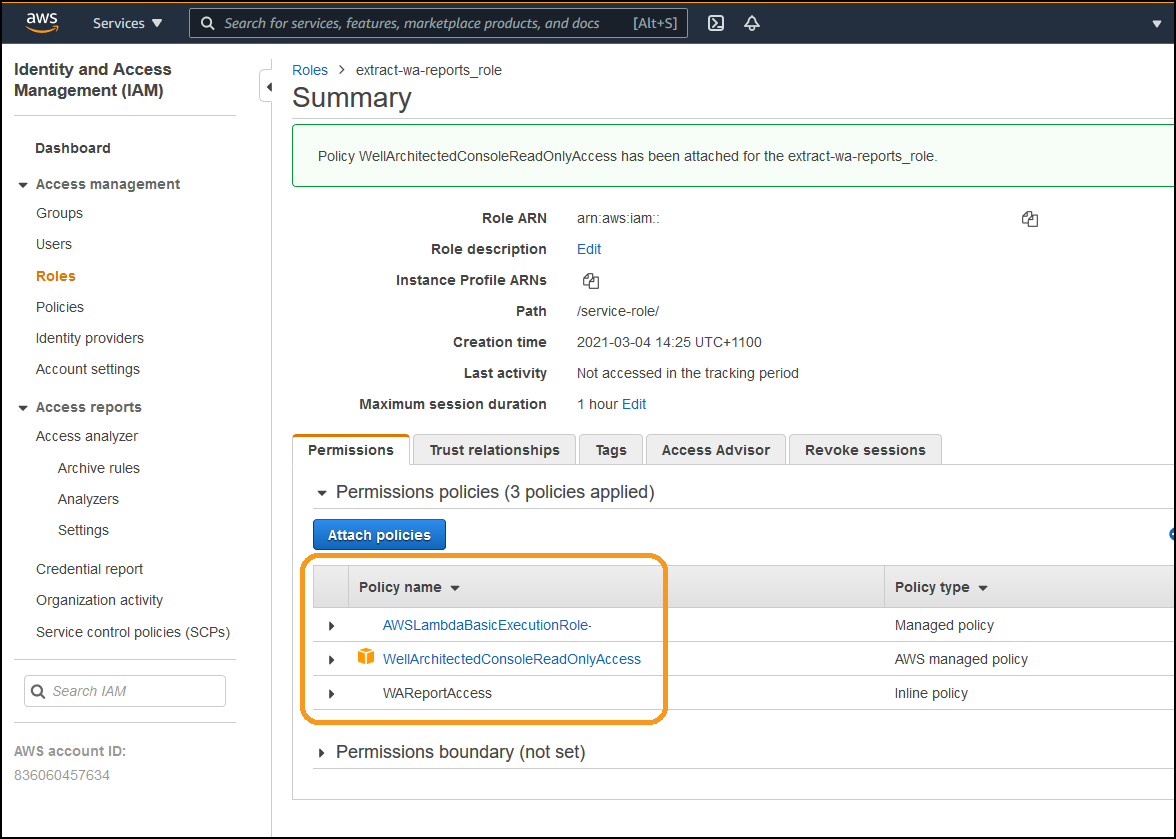 aws Services Search for services, features, marketplace products, and docs [Alt+S]
Identity and Access
Management (IAM)
Dashboard
Access management
Groups
Users
Roles
Policies
Identity providers
Account settings
Access reports
Access analyzer
Archive rules
Analyzers
Settings
Credential report
Organization activity
Service control policies (SCPs)
Search IAM
AWS account ID:
836060457634
Roles > extract-wa-reports_role
Summary
Policy WellArchitectedConsoleReadOnlyAccess has been attached for the extract-wa-reports_role.
Role ARN arn:aws:iam::
Role description Edit
Instance Profile ARNs
Path /service-role/
Creation time 2021-03-04 14:25 UTC+1100
Last activity Not accessed in the tracking period
Maximum session duration 1 hour Edit
Permissions Trust relationships Tags Access Advisor Revoke sessions
Permissions policies (3 policies applied)
Attach policies
Policy name Policy type
AWSLambdaBasicExecutionRole- Managed policy
WellArchitectedConsoleReadOnlyAccess AWS managed policy
WAReportAccess Inline policy
Permissions boundary (not set)